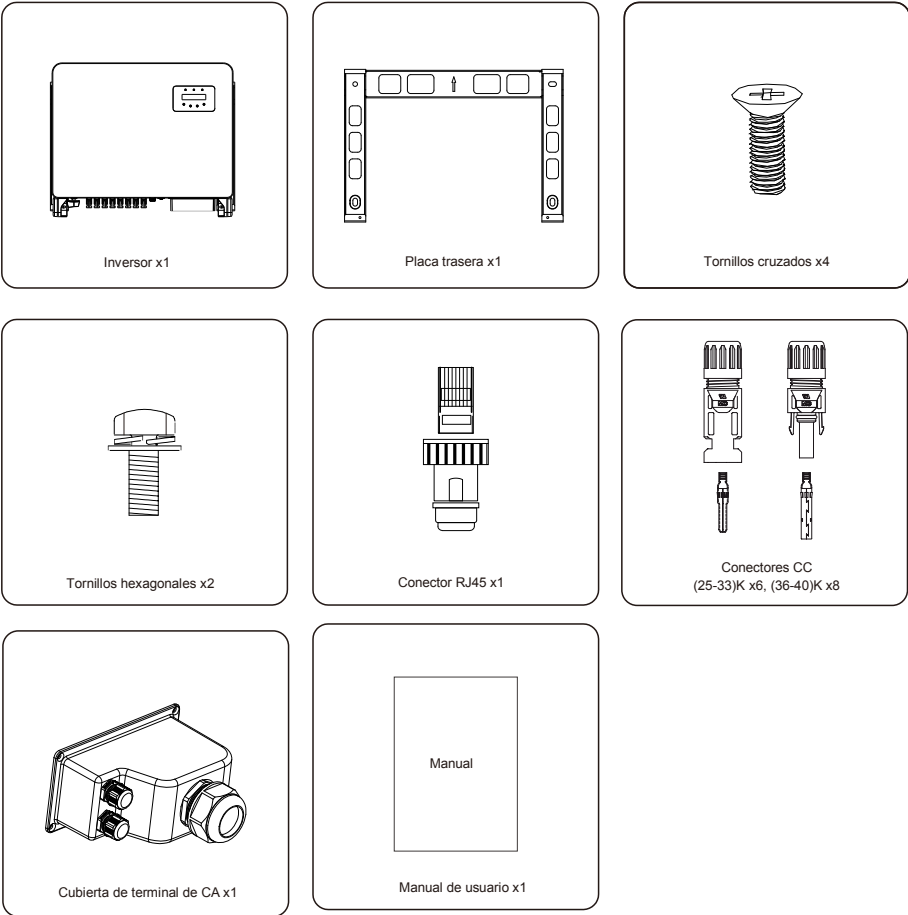 Inversor x1
Placa trasera x1
Tornillos cruzados x4
Tornillos hexagonales x2
Conector RJ45 x1
Conectores CC
(25-33)K x6, (36-40)K x8
Cubierta de terminal de CA x1
Manual
Manual de usuario x1